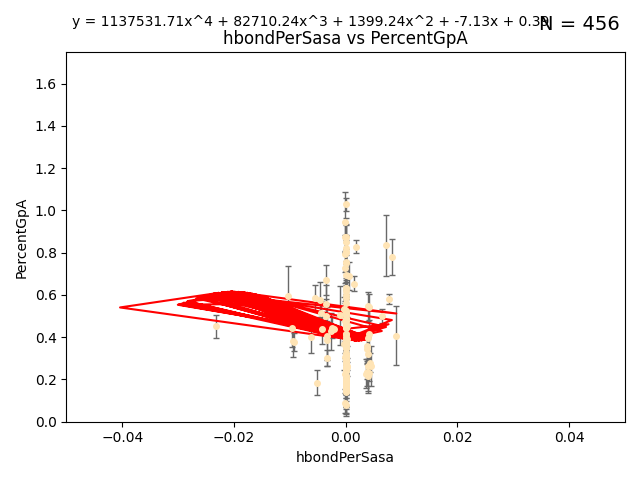 y = 1137531.71x^4 + 82710.24x^3 + 1399.24x^2 + -7.13x + 0.39
N = 456
hbondPerSasa vs PercentGpA
PercentGpA
1.6
1.4
1.2
1.0
0.8
0.6
0.4
0.2
0.0
−0.04 −0.02 0.00 0.02 0.04
hbondPerSasa